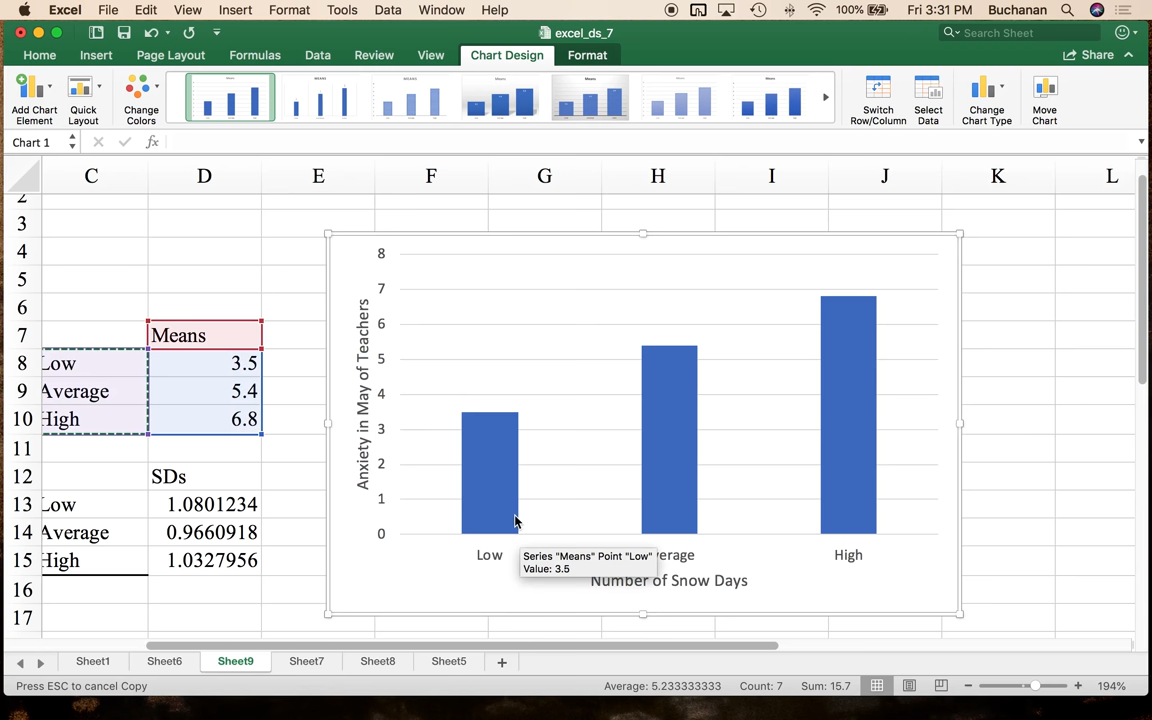 Excel File Edit View Insert Format Tools Data Window Help 100% Fri 3:31 PM Buchanan
excel_ds_7 Search Sheet
Home Insert Page Layout Formulas Data Review View Chart Design Format Share
Add Chart Element Quick Layout Change Colors Switch Row/Column Select Data Change Chart Type Move Chart
Chart 1 fx
C D E F G H I J K L
2
3
4
5
6
7 Means
8 Low 3.5
9 Average 5.4
10 High 6.8
11
12 SDs
13 Low 1.0801234
14 Average 0.9660918
15 High 1.0327956
16
17
8
7
6
5
4
3
2
1
0
Anxiety in May of Teachers
Low verage High
Series "Means" Point "Low"
Value: 3.5
Number of Snow Days
Sheet1 Sheet6 Sheet9 Sheet7 Sheet8 Sheet5
Press ESC to cancel Copy Average: 5.233333333 Count: 7 Sum: 15.7 194%